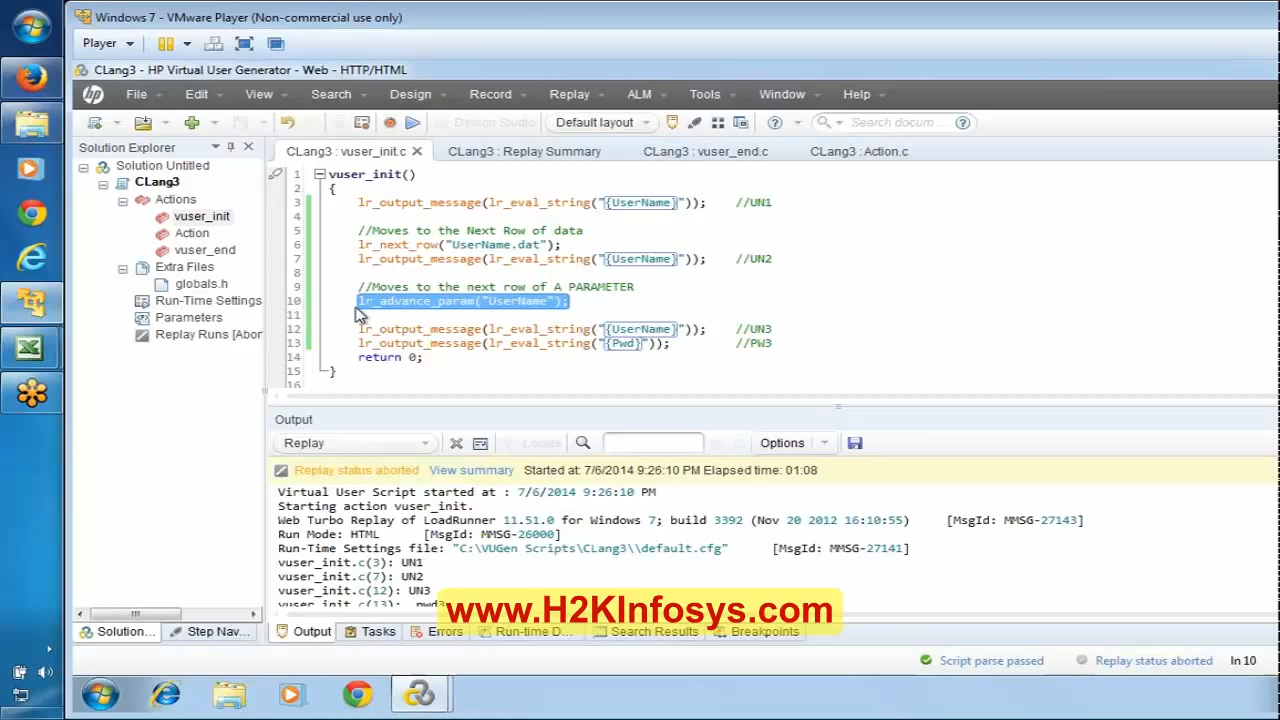 Windows 7 - VMware Player (Non-commercial use only)
Player
CLang3 - HP Virtual User Generator - Web - HTTP/HTML
hp File Edit View Search Design Record Replay ALM Tools Window Help
Design Studio Default layout Search docum
Solution Explorer
CLang3 : vuser_init.c CLang3 : Replay Summary CLang3 : vuser_end.c CLang3 : Action.c
Solution Untitled
CLang3
Actions
vuser_init
Action
vuser_end
Extra Files
globals.h
Run-Time Settings
Parameters
Replay Runs [Abor
1 vuser_init()
2 {
3 lr_output_message(lr_eval_string("{UserName}")); //UN1
4
5 //Moves to the Next Row of data
6 lr_next_row("UserName.dat");
7 lr_output_message(lr_eval_string("{UserName}")); //UN2
8
9 //Moves to the next row of A PARAMETER
10 lr_advance_param("UserName");
11
12 lr_output_message(lr_eval_string("{UserName}")); //UN3
13 lr_output_message(lr_eval_string("{Pwd}")); //PW3
14 return 0;
15 }
16
Output
Replay Locate Options
Replay status aborted View summary Started at: 7/6/2014 9:26:10 PM Elapsed time: 01:08
Virtual User Script started at : 7/6/2014 9:26:10 PM
Starting action vuser_init.
Web Turbo Replay of LoadRunner 11.51.0 for Windows 7; build 3392 (Nov 20 2012 16:10:55) [MsgId: MMSG-27143]
Run Mode: HTML [MsgId: MMSG-26000]
Run-Time Settings file: "C:\VUGen Scripts\CLang3\\default.cfg" [MsgId: MMSG-27141]
vuser_init.c(3): UN1
vuser_init.c(7): UN2
vuser_init.c(12): UN3
vuser_init.c(13): pwd3
www.H2KInfosys.com
Solution... Step Nav... Output Tasks Errors Run-time D... Search Results Breakpoints
Script parse passed Replay status aborted ln 10